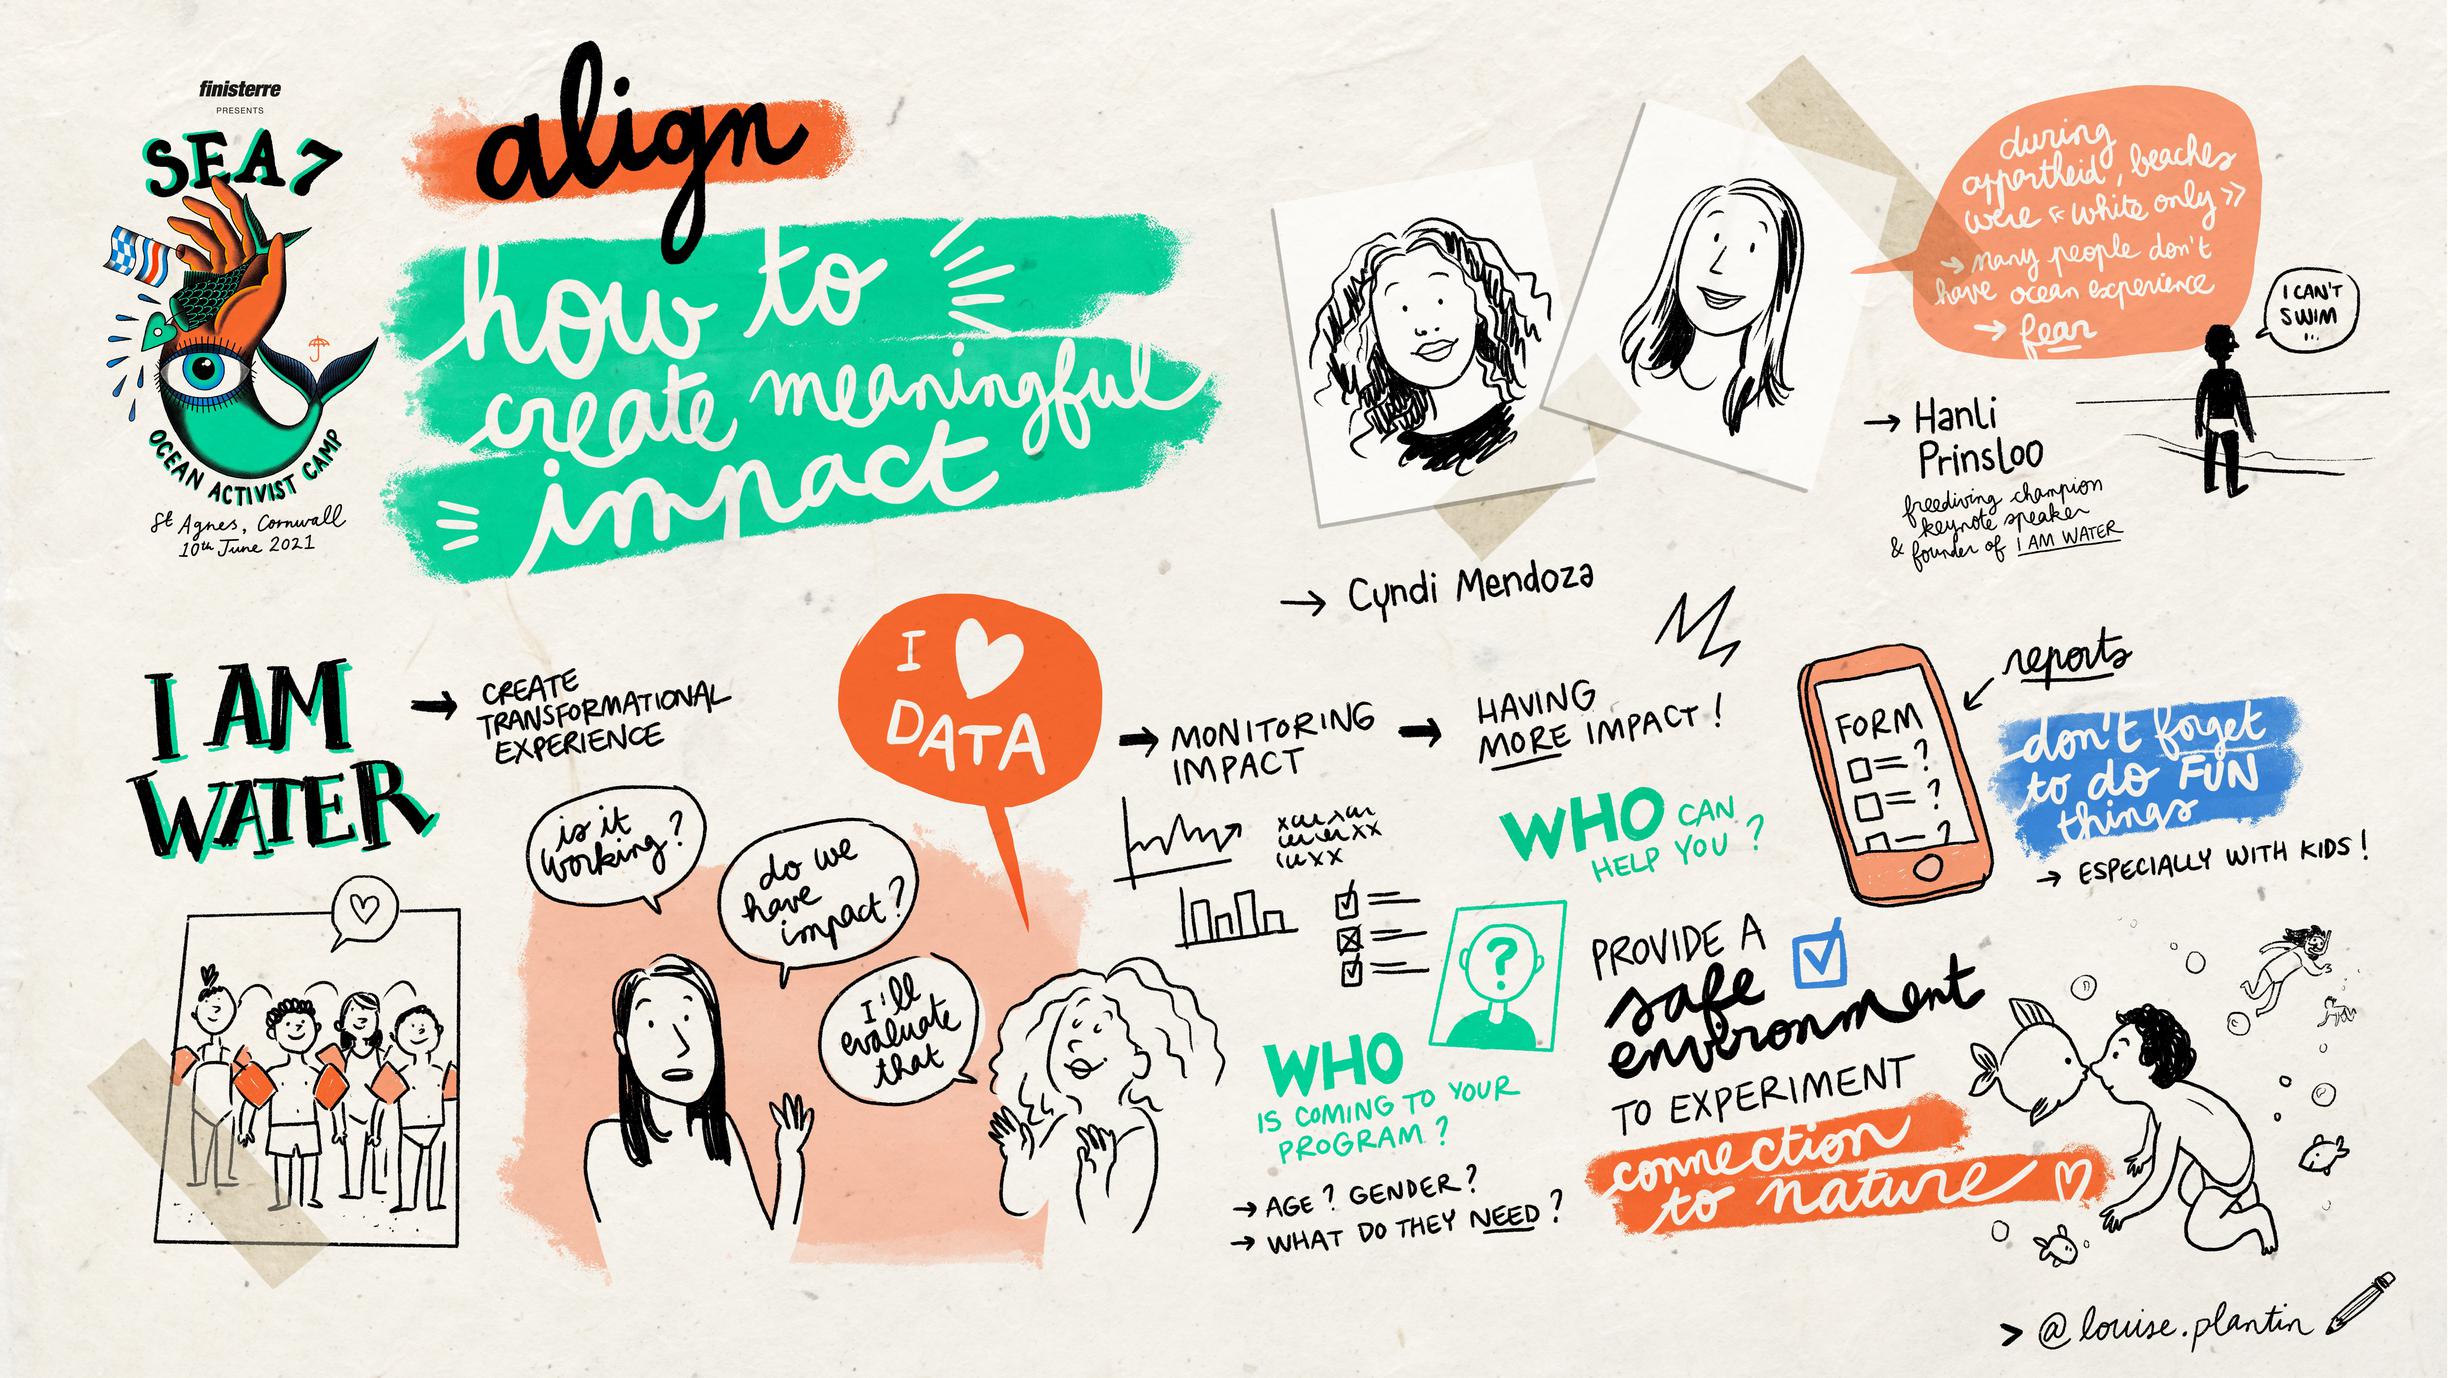 finisterre
PRESENTS
SEA 7
OCEAN ACTIVIST CAMP
St Agnes, Cornwall
10th June 2021
align
how to
create meaningful
impact
during
appartheid, beaches
were « white only »
→ many people don't
have ocean experience
→ fear
I CAN'T
SWIM
...
→ Hanli
Prinsloo
freediving champion
keynote speaker
& founder of I AM WATER
→ Cyndi Mendoza
I AM
WATER
→ CREATE
TRANSFORMATIONAL
EXPERIENCE
is it
working?
do we
have
impact?
I'll
evaluate
that
I ♥
DATA
→ MONITORING
IMPACT
→ HAVING
MORE IMPACT!
WHO CAN
HELP YOU?
WHO
IS COMING TO YOUR
PROGRAM?
→ AGE? GENDER?
→ WHAT DO THEY NEED?
?
FORM
?
?
?
reports
don't forget
to do FUN
things
→ ESPECIALLY WITH KIDS!
PROVIDE A
safe
environment
TO EXPERIMENT
connection
to nature
> @louise.plantin